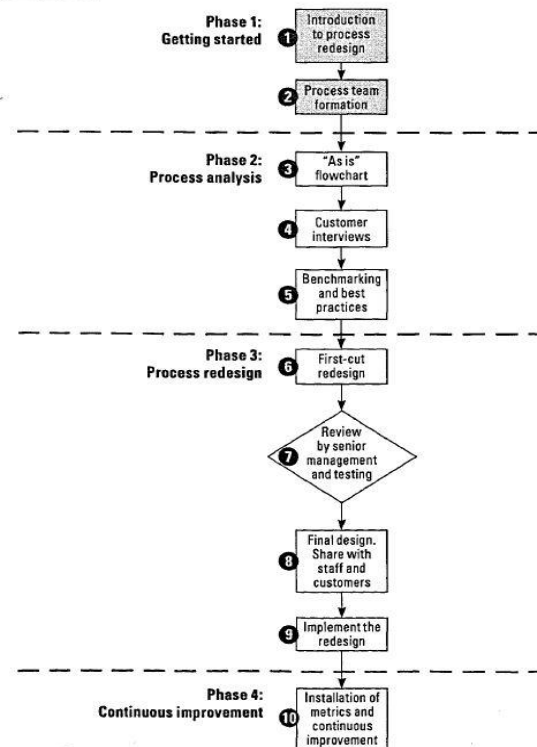 Phase 1:
Getting started
1
Introduction
to process
redesign
2
Process team
formation
Phase 2:
Process analysis
3
"As is"
flowchart
4
Customer
interviews
5
Benchmarking
and best
practices
Phase 3:
Process redesign
6
First-cut
redesign
7
Review
by senior
management
and testing
8
Final design.
Share with
staff and
customers
9
Implement the
redesign
Phase 4:
Continuous improvement
10
Installation of
metrics and
continuous
improvement